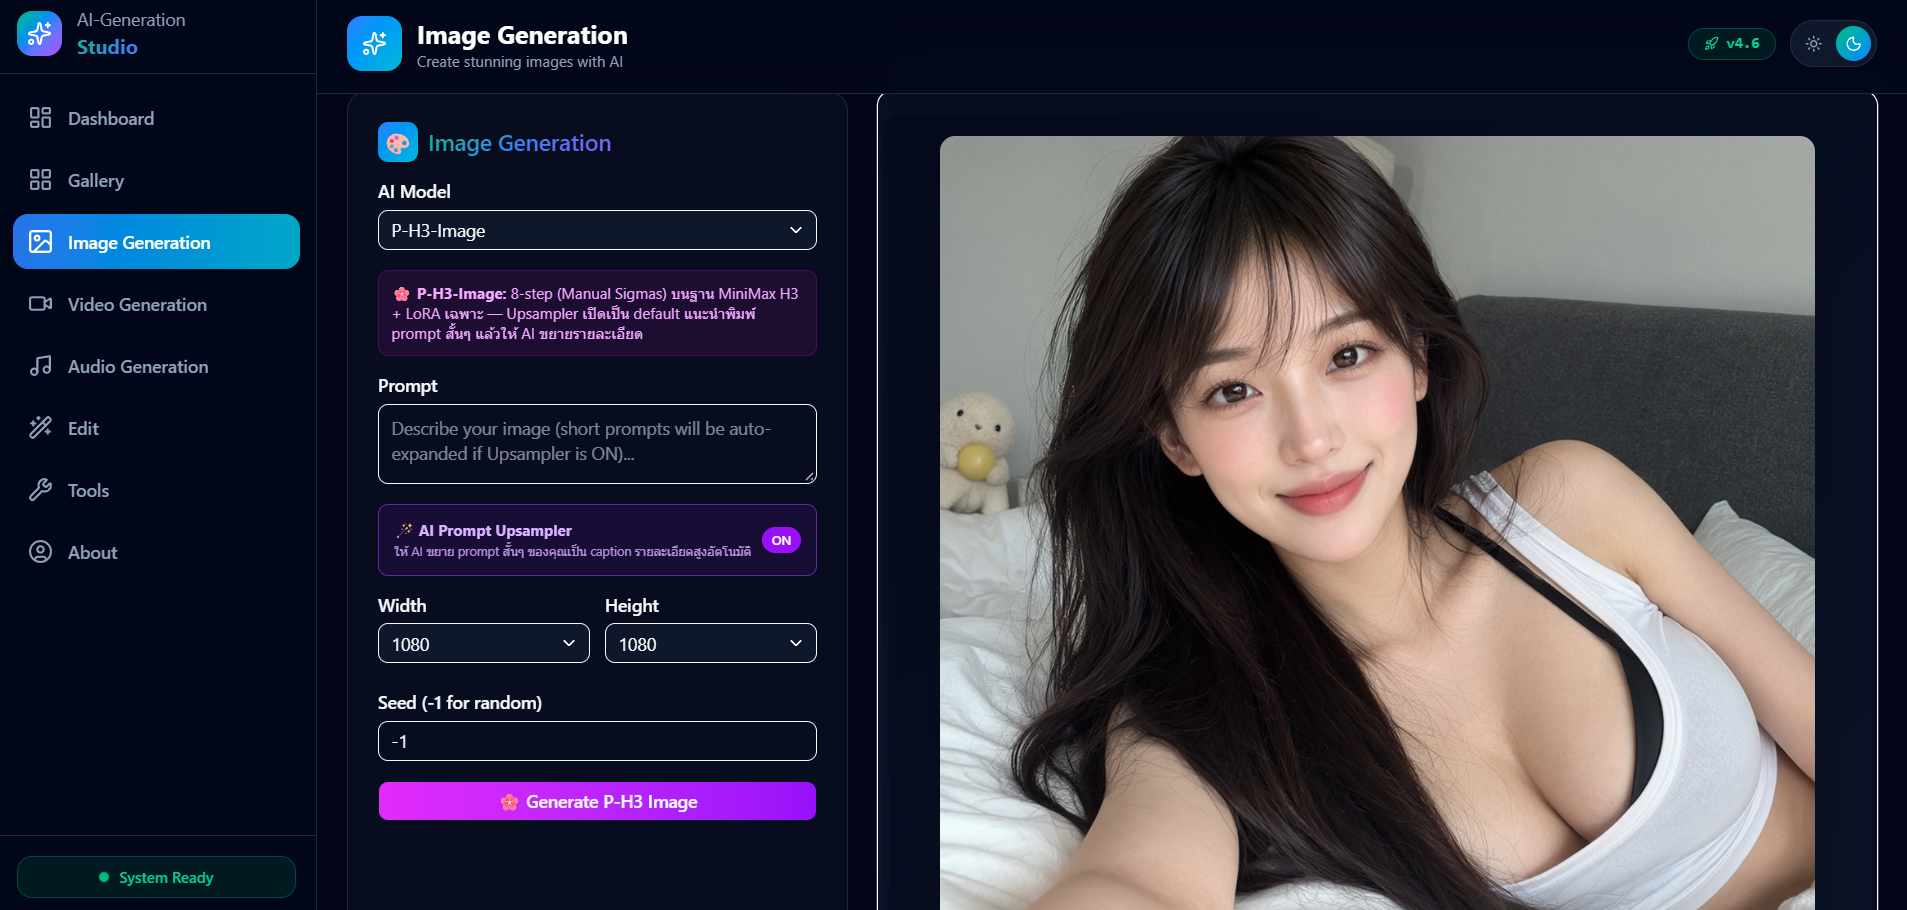 AI-Generation
Studio
Dashboard
Gallery
Image Generation
Video Generation
Audio Generation
Edit
Tools
About
System Ready
Image Generation
Create stunning images with AI
v4.6
Image Generation
AI Model
P-H3-Image
P-H3-Image: 8-step (Manual Sigmas) บนฐาน MiniMax H3
+ LoRA เฉพาะ — Upsampler เปิดเป็น default แนะนำพิมพ์
prompt สั้นๆ แล้วให้ AI ขยายรายละเอียด
Prompt
Describe your image (short prompts will be auto-
expanded if Upsampler is ON)...
AI Prompt Upsampler
ให้ AI ขยาย prompt สั้นๆ ของคุณเป็น caption รายละเอียดสูงอัตโนมัติ
ON
Width
Height
1080
1080
Seed (-1 for random)
-1
Generate P-H3 Image